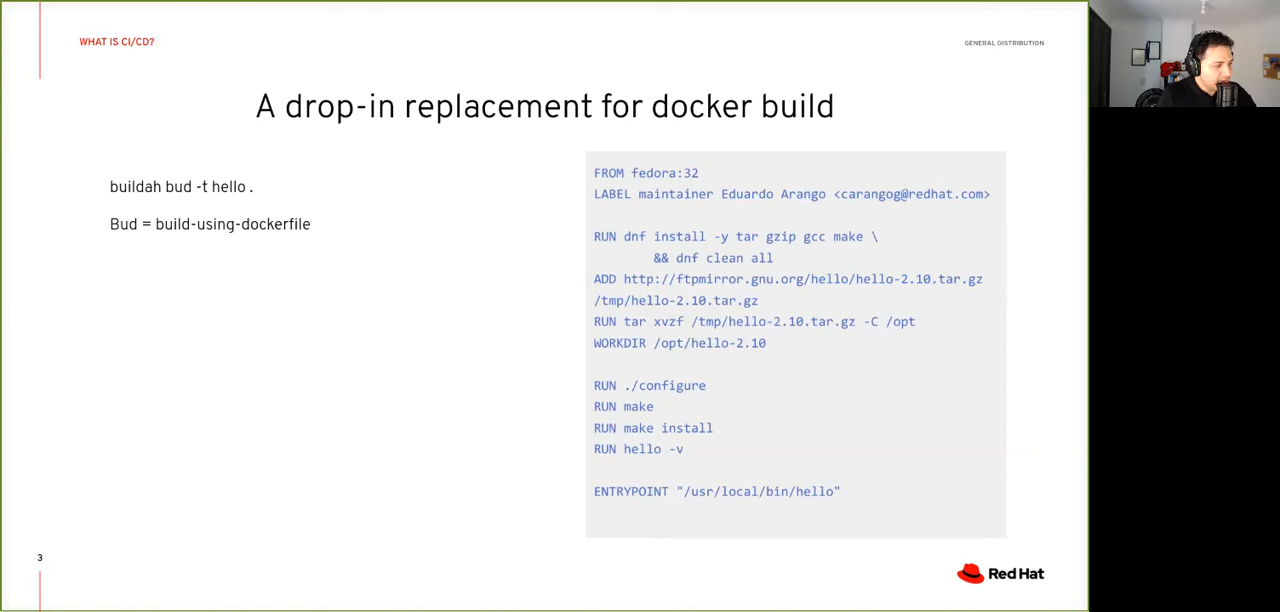 WHAT IS CI/CD?
GENERAL DISTRIBUTION
A drop-in replacement for docker build
buildah bud -t hello .
Bud = build-using-dockerfile
FROM fedora:32
LABEL maintainer Eduardo Arango <carangog@redhat.com>
RUN dnf install -y tar gzip gcc make \
&& dnf clean all
ADD http://ftpmirror.gnu.org/hello/hello-2.10.tar.gz
/tmp/hello-2.10.tar.gz
RUN tar xvzf /tmp/hello-2.10.tar.gz -C /opt
WORKDIR /opt/hello-2.10
RUN ./configure
RUN make
RUN make install
RUN hello -v
ENTRYPOINT "/usr/local/bin/hello"
3
Red Hat